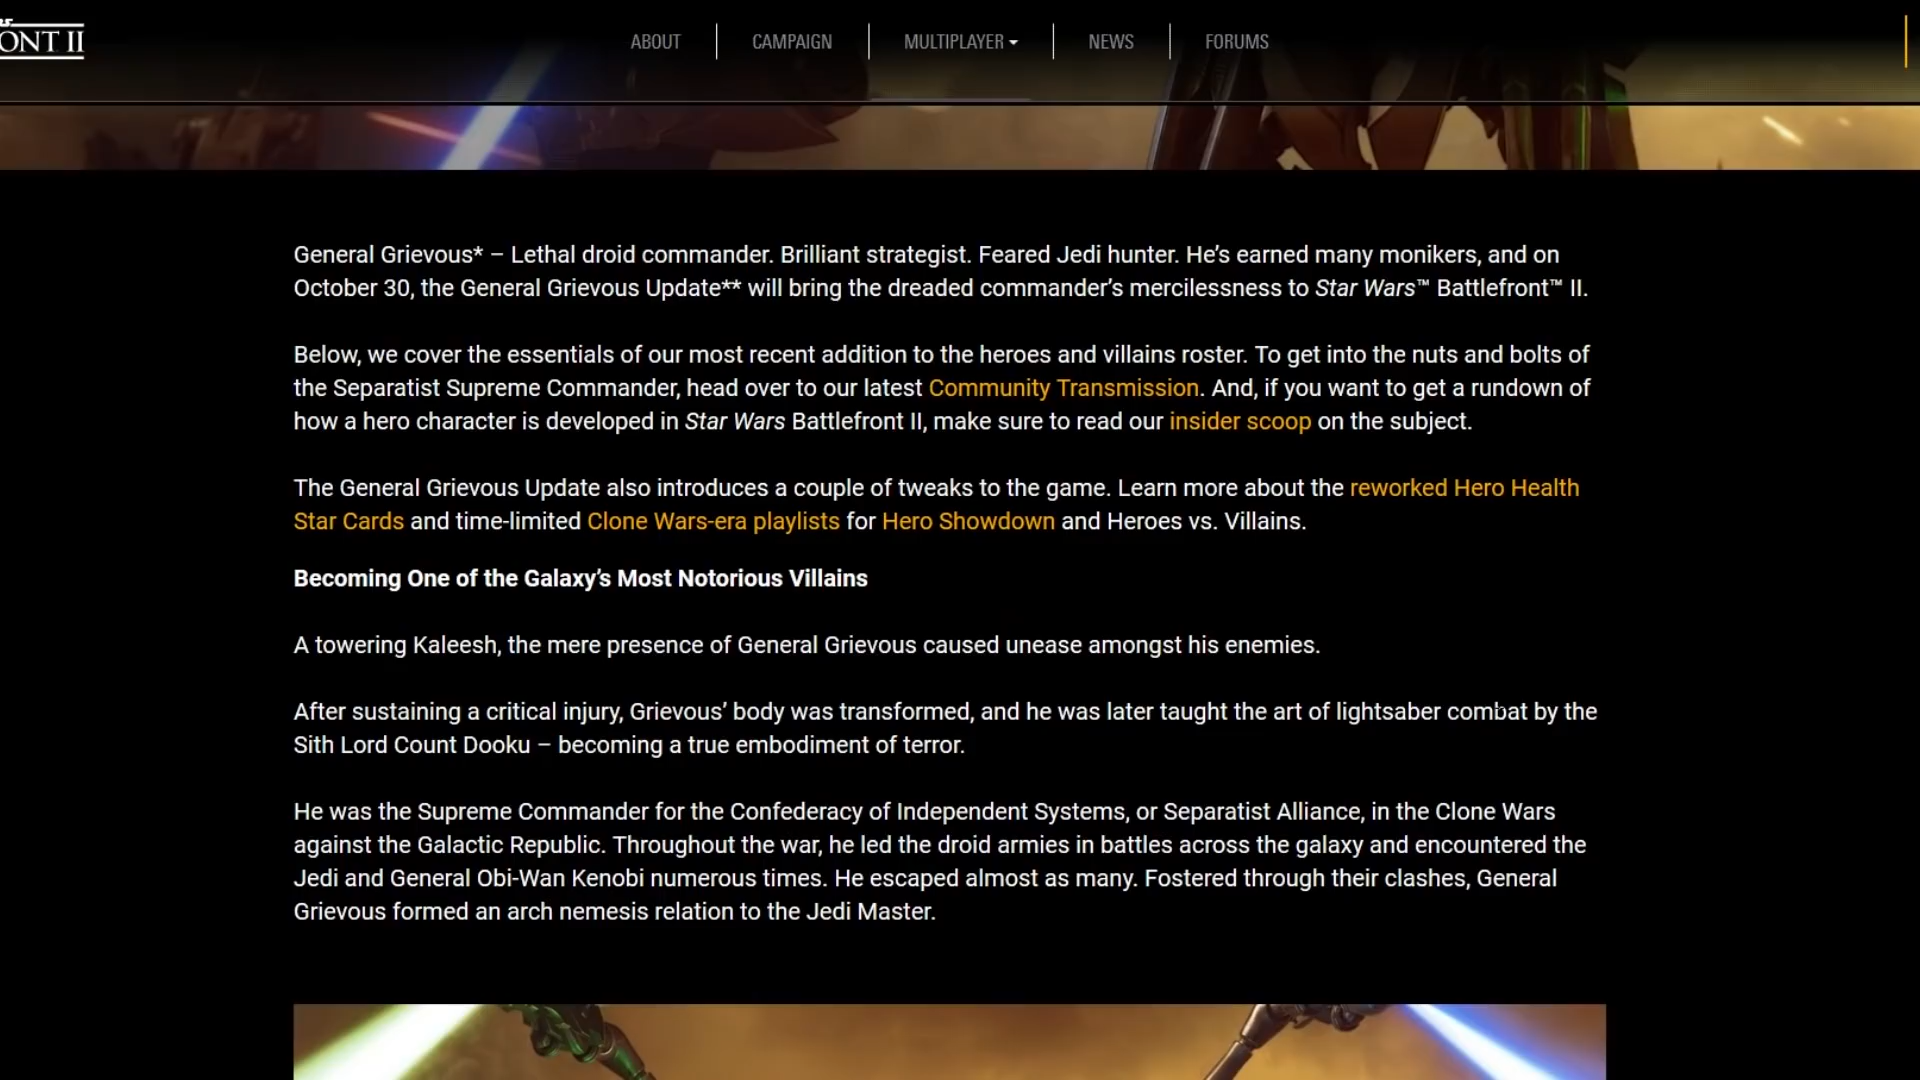 ONT II
ABOUT
CAMPAIGN
MULTIPLAYER
NEWS
FORUMS
General Grievous* – Lethal droid commander. Brilliant strategist. Feared Jedi hunter. He’s earned many monikers, and on
October 30, the General Grievous Update** will bring the dreaded commander’s mercilessness to Star Wars™ Battlefront™ II.
Below, we cover the essentials of our most recent addition to the heroes and villains roster. To get into the nuts and bolts of
the Separatist Supreme Commander, head over to our latest Community Transmission. And, if you want to get a rundown of
how a hero character is developed in Star Wars Battlefront II, make sure to read our insider scoop on the subject.
The General Grievous Update also introduces a couple of tweaks to the game. Learn more about the reworked Hero Health
Star Cards and time-limited Clone Wars-era playlists for Hero Showdown and Heroes vs. Villains.
Becoming One of the Galaxy’s Most Notorious Villains
A towering Kaleesh, the mere presence of General Grievous caused unease amongst his enemies.
After sustaining a critical injury, Grievous’ body was transformed, and he was later taught the art of lightsaber combat by the
Sith Lord Count Dooku – becoming a true embodiment of terror.
He was the Supreme Commander for the Confederacy of Independent Systems, or Separatist Alliance, in the Clone Wars
against the Galactic Republic. Throughout the war, he led the droid armies in battles across the galaxy and encountered the
Jedi and General Obi-Wan Kenobi numerous times. He escaped almost as many. Fostered through their clashes, General
Grievous formed an arch nemesis relation to the Jedi Master.